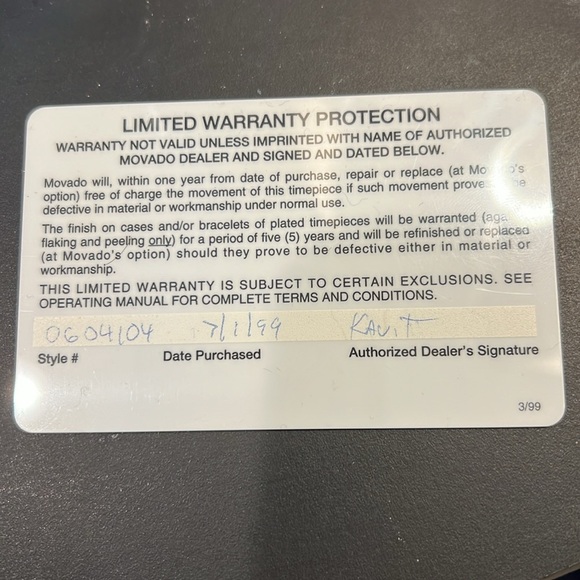 LIMITED WARRANTY PROTECTION
WARRANTY NOT VALID UNLESS IMPRINTED WITH NAME OF AUTHORIZED
MOVADO DEALER AND SIGNED AND DATED BELOW.
Movado will, within one year from date of purchase, repair or replace (at
option) free of charge the movement of this timepiece if such movement
defective in material or workmanship under normal use.
The finish on cases and/or bracelets of plated timepieces will be warranted
flaking and peeling only) for a period of five (5) years and will be refinished or replaced
(at Movado's option) should they prove to be defective either in material or
workmanship.
THIS LIMITED WARRANTY IS SUBJECT TO CERTAIN EXCLUSIONS. SEE
OPERATING MANUAL FOR COMPLETE TERMS AND CONDITIONS.
0604104 7/1/99 Kavit
Style # Date Purchased Authorized Dealer's Signature
3/99